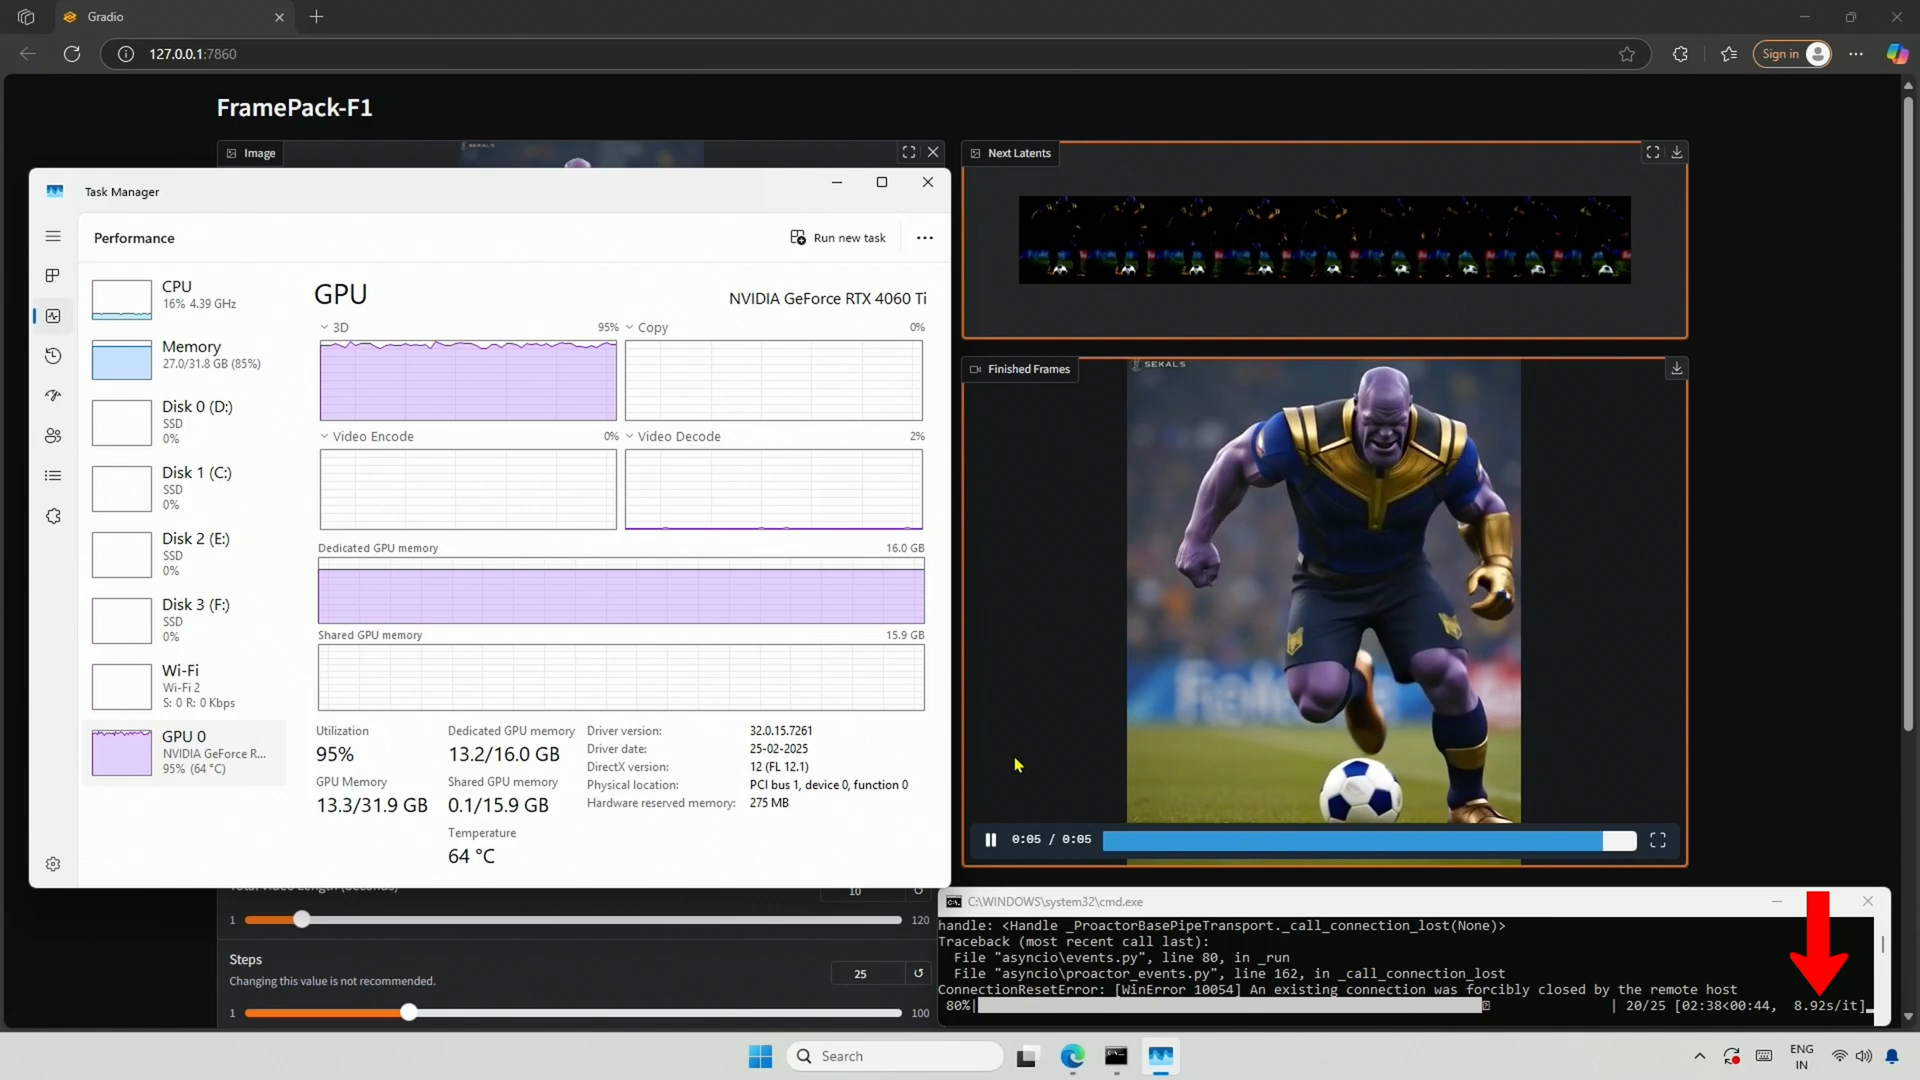 Gradio
127.0.0.1:7860
Sign in
FramePack-F1
Image
SEKALS
Next Latents
Finished Frames
SEKALS
0:05 / 0:05
Task Manager
Performance
Run new task
CPU
16% 4.39 GHz
Memory
27.0/31.8 GB (85%)
Disk 0 (D:)
SSD
0%
Disk 1 (C:)
SSD
0%
Disk 2 (E:)
SSD
0%
Disk 3 (F:)
SSD
0%
Wi-Fi
Wi-Fi 2
S: 0 R: 0 Kbps
GPU 0
NVIDIA GeForce R...
95% (64 °C)
GPU
NVIDIA GeForce RTX 4060 Ti
3D 95%
Copy 0%
Video Encode 0%
Video Decode 2%
Dedicated GPU memory 16.0 GB
Shared GPU memory 15.9 GB
Utilization
95%
Dedicated GPU memory
13.2/16.0 GB
GPU Memory
13.3/31.9 GB
Shared GPU memory
0.1/15.9 GB
Temperature
64 °C
Driver version: 32.0.15.7261
Driver date: 25-02-2025
DirectX version: 12 (FL 12.1)
Physical location: PCI bus 1, device 0, function 0
Hardware reserved memory: 275 MB
Total Video Length (Seconds)
10
1
120
Steps
Changing this value is not recommended.
25
1
100
C:\WINDOWS\system32\cmd.exe
handle: <Handle _ProactorBasePipeTransport._call_connection_lost(None)>
Traceback (most recent call last):
File "asyncio\events.py", line 80, in _run
File "asyncio\proactor_events.py", line 162, in _call_connection_lost
ConnectionResetError: [WinError 10054] An existing connection was forcibly closed by the remote host
80%| | 20/25 [02:38<00:44, 8.92s/it]
Search
ENG
IN